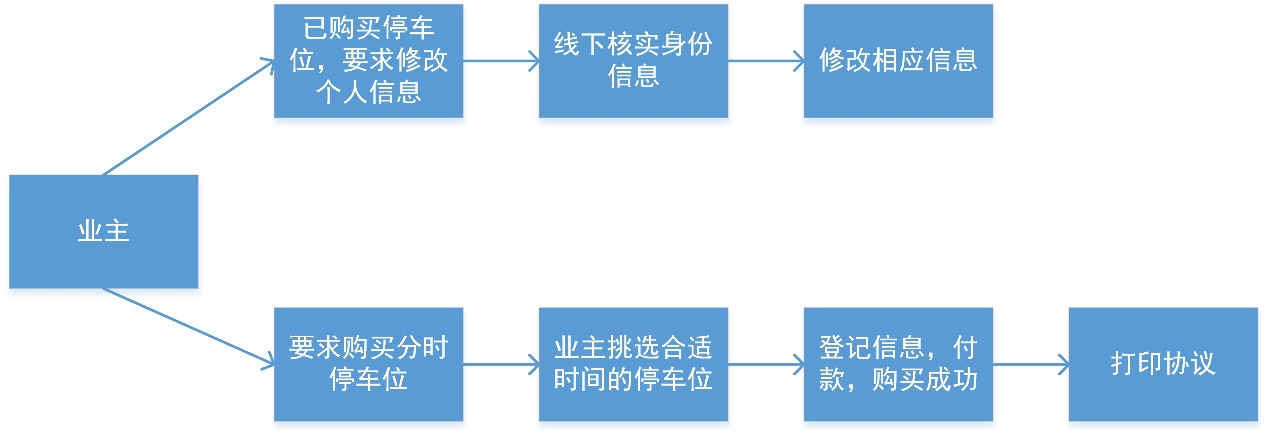 已购买停车
位，要求修改
个人信息
线下核实身份
信息
修改相应信息
业主
要求购买分时
停车位
业主挑选合适
时间的停车位
登记信息，付
款，购买成功
打印协议